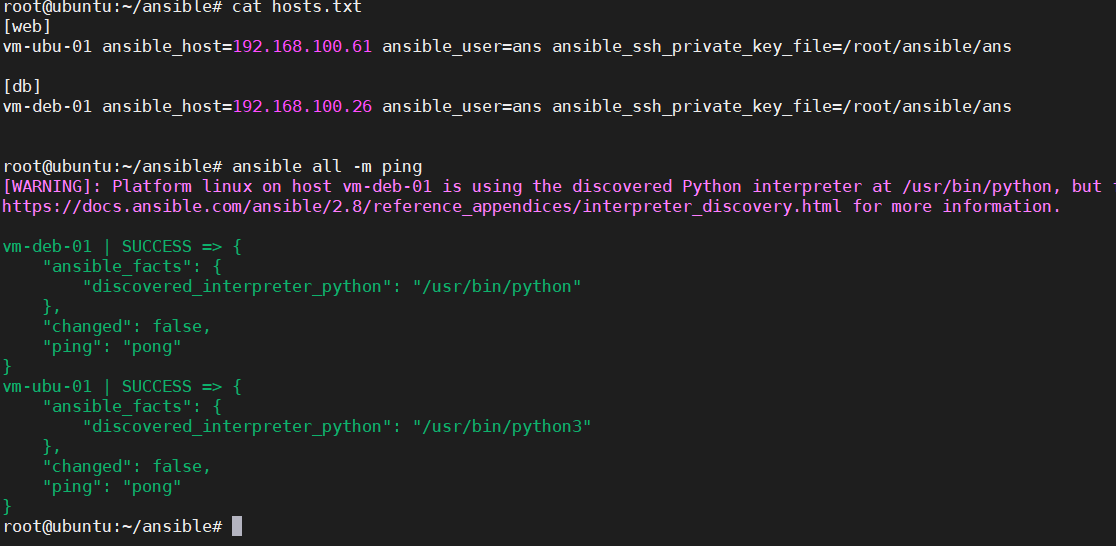 root@ubuntu:~/ansible# cat hosts.txt
[web]
vm-ubu-01 ansible_host=192.168.100.61 ansible_user=ans ansible_ssh_private_key_file=/root/ansible/ans
[db]
vm-deb-01 ansible_host=192.168.100.26 ansible_user=ans ansible_ssh_private_key_file=/root/ansible/ans
root@ubuntu:~/ansible# ansible all -m ping
[WARNING]: Platform linux on host vm-deb-01 is using the discovered Python interpreter at /usr/bin/python, but
https://docs.ansible.com/ansible/2.8/reference_appendices/interpreter_discovery.html for more information.
vm-deb-01 | SUCCESS => {
    "ansible_facts": {
        "discovered_interpreter_python": "/usr/bin/python"
    },
    "changed": false,
    "ping": "pong"
}
vm-ubu-01 | SUCCESS => {
    "ansible_facts": {
        "discovered_interpreter_python": "/usr/bin/python3"
    },
    "changed": false,
    "ping": "pong"
}
root@ubuntu:~/ansible#